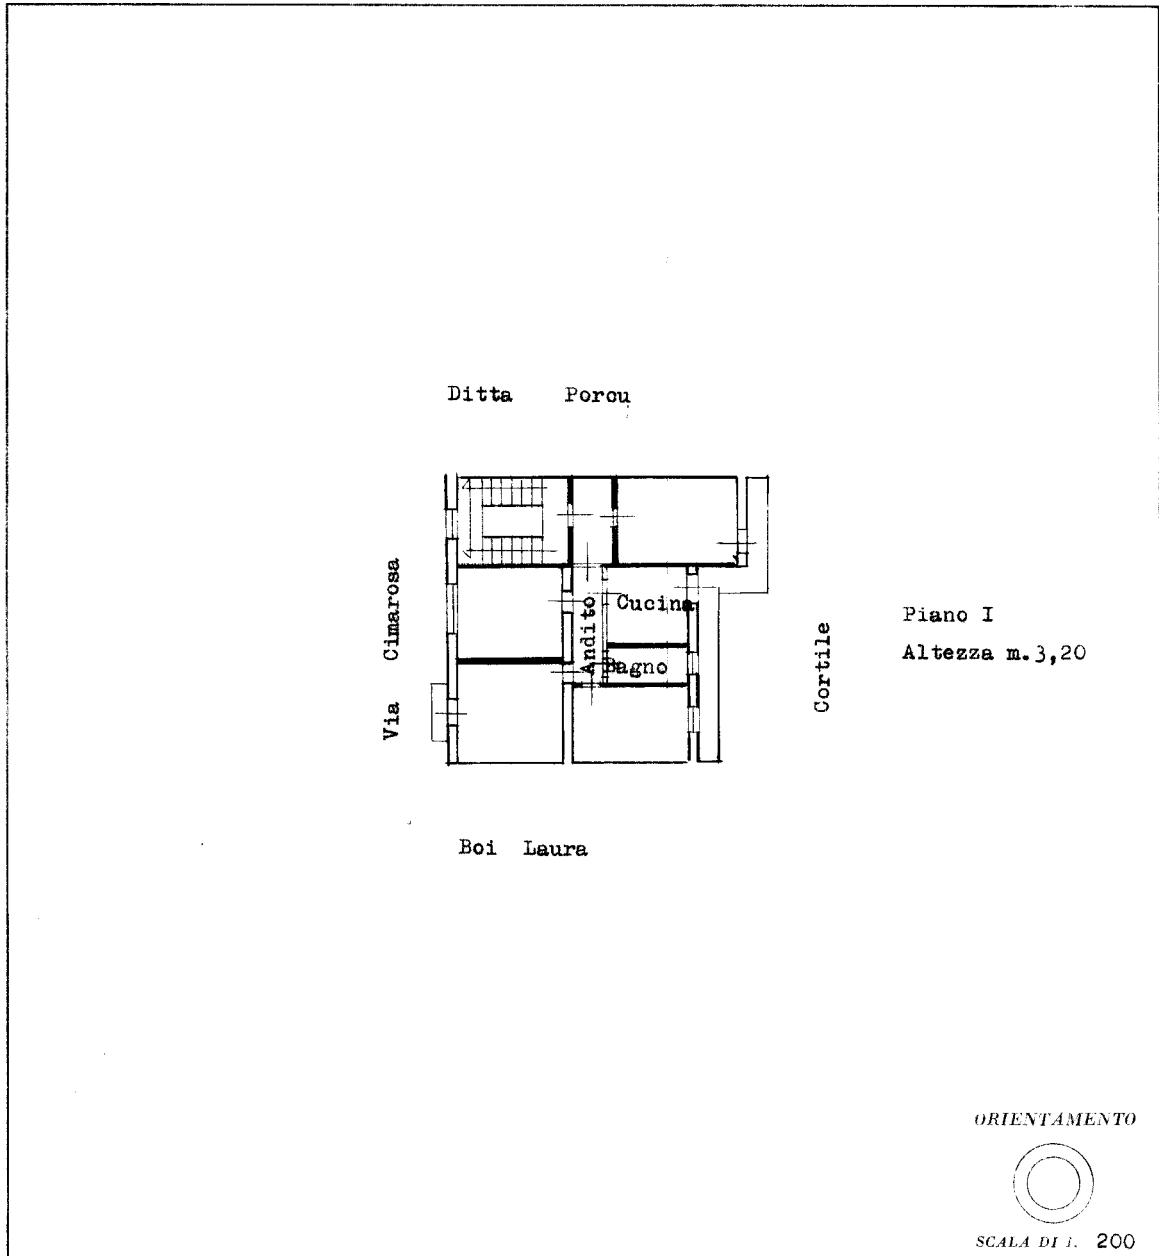 Ditta Porcu
Via Cimarosa
Andito
Cucina
Bagno
Cortile
Piano I
Altezza m.3,20
Boi Laura
ORIENTAMENTO
SCALA DI 1. 200